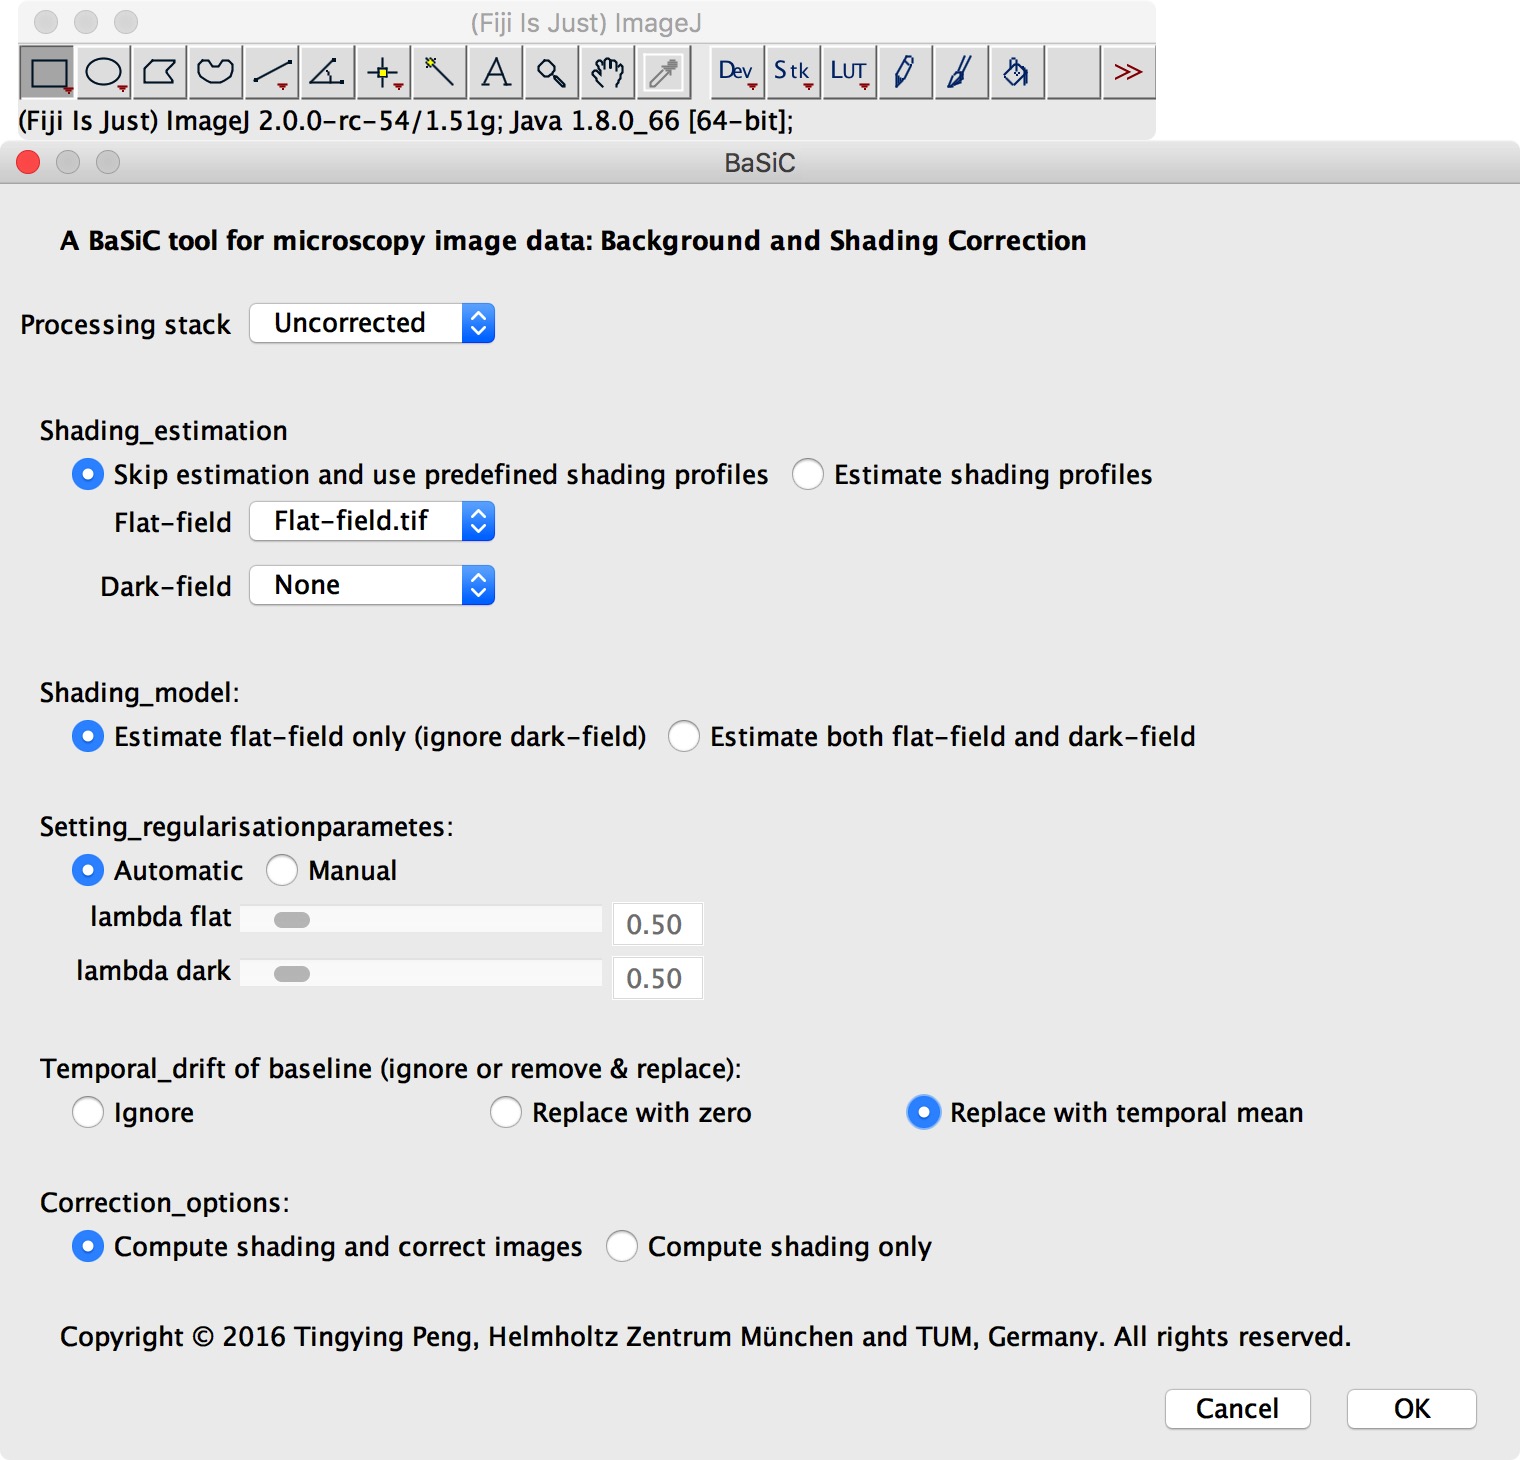 (Fiji Is Just) ImageJ
Dev Stk LUT >>
(Fiji Is Just) ImageJ 2.0.0-rc-54/1.51g; Java 1.8.0_66 [64-bit];
BaSiC
A BaSiC tool for microscopy image data: Background and Shading Correction
Processing stack Uncorrected
Shading_estimation
Skip estimation and use predefined shading profiles Estimate shading profiles
Flat-field Flat-field.tif
Dark-field None
Shading_model:
Estimate flat-field only (ignore dark-field) Estimate both flat-field and dark-field
Setting_regularisationparametes:
Automatic Manual
lambda flat 0.50
lambda dark 0.50
Temporal_drift of baseline (ignore or remove & replace):
Ignore Replace with zero Replace with temporal mean
Correction_options:
Compute shading and correct images Compute shading only
Copyright © 2016 Tingying Peng, Helmholtz Zentrum München and TUM, Germany. All rights reserved.
Cancel OK